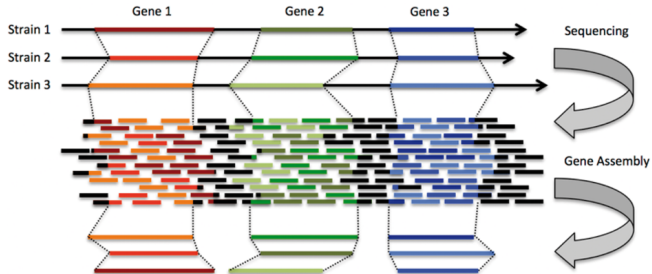 Gene 1 Gene 2 Gene 3
Strain 1
Sequencing
Strain 2
Strain 3
Gene Assembly